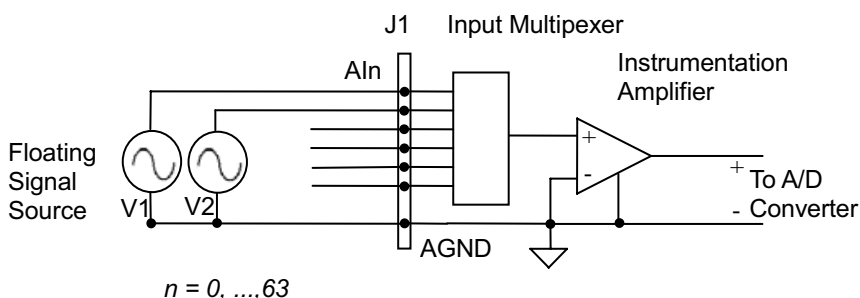 J1
Input Multipexer
AIn
Instrumentation
Amplifier
Floating
Signal
Source
V1
V2
+
-
+
-
To A/D
Converter
AGND
n = 0, ...,63